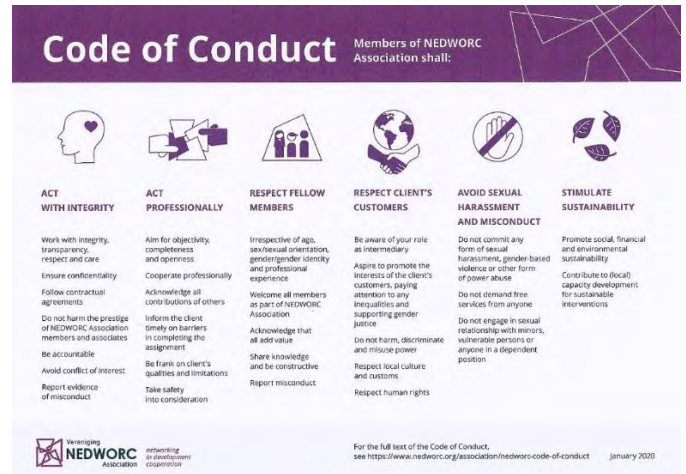 Code of Conduct
Members of NEDWORC
Association shall:
ACT
WITH INTEGRITY
Work with integrity,
transparency,
respect and care
Ensure confidentiality
Follow contractual
agreements
Do not harm the prestige
of NEDWORC Association
members and associates
Be accountable
Avoid conflict of interest
Report evidence
of misconduct
ACT
PROFESSIONALLY
Aim for objectivity,
completeness
and openness
Cooperate professionally
Acknowledge all
contributions of others
Inform the client
timely on barriers
in completing the
assignment
Be frank on client's
qualities and limitations
Take safety
into consideration
RESPECT FELLOW
MEMBERS
Irrespective of age,
sex/sexual orientation,
gender/gender identity
and professional
experience
Welcome all members
as part of NEDWORC
Association
Acknowledge that
all add value
Share knowledge
and be constructive
Report misconduct
RESPECT CLIENT'S
CUSTOMERS
Be aware of your role
as intermediary
Aspire to promote the
interests of the client's
customers, paying
attention to any
inequalities and
supporting gender
justice
Do not harm, discriminate
and misuse power
Respect local culture
and customs
Respect human rights
AVOID SEXUAL
HARASSMENT
AND MISCONDUCT
Do not commit any
form of sexual
harassment, gender-based
violence or other form
of power abuse
Do not demand free
services from anyone
Do not engage in sexual
relationship with minors,
vulnerable persons or
anyone in a dependent
position
STIMULATE
SUSTAINABILITY
Promote social, financial
and environmental
sustainability
Contribute to (local)
capacity development
for sustainable
interventions
Vereniging
NEDWORC
Association
networking
in development
cooperation
For the full text of the Code of Conduct,
see https://www.nedworc.org/association/nedworc-code-of-conduct
January 2020